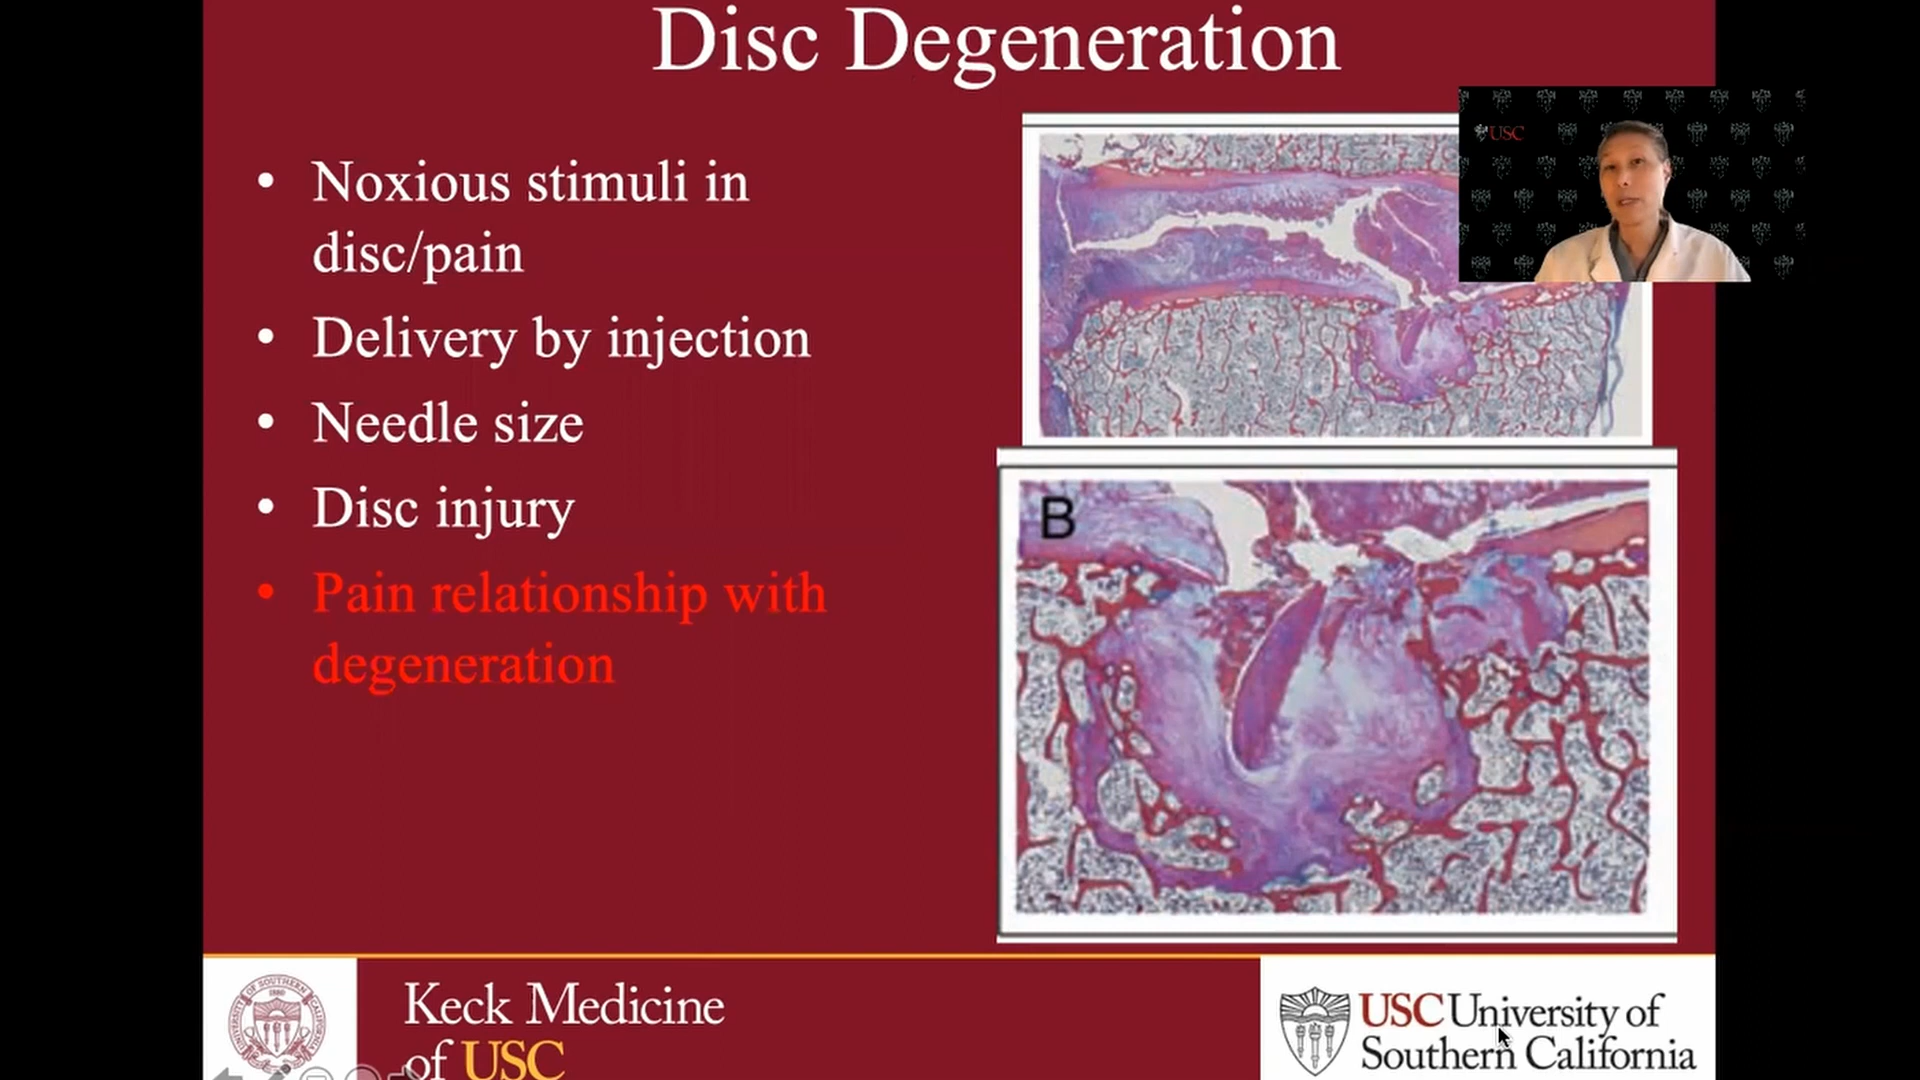 Disc Degeneration
USC
• Noxious stimuli in
disc/pain
• Delivery by injection
• Needle size
• Disc injury
• Pain relationship with
degeneration
B
Keck Medicine
of USC
USC University of
Southern California